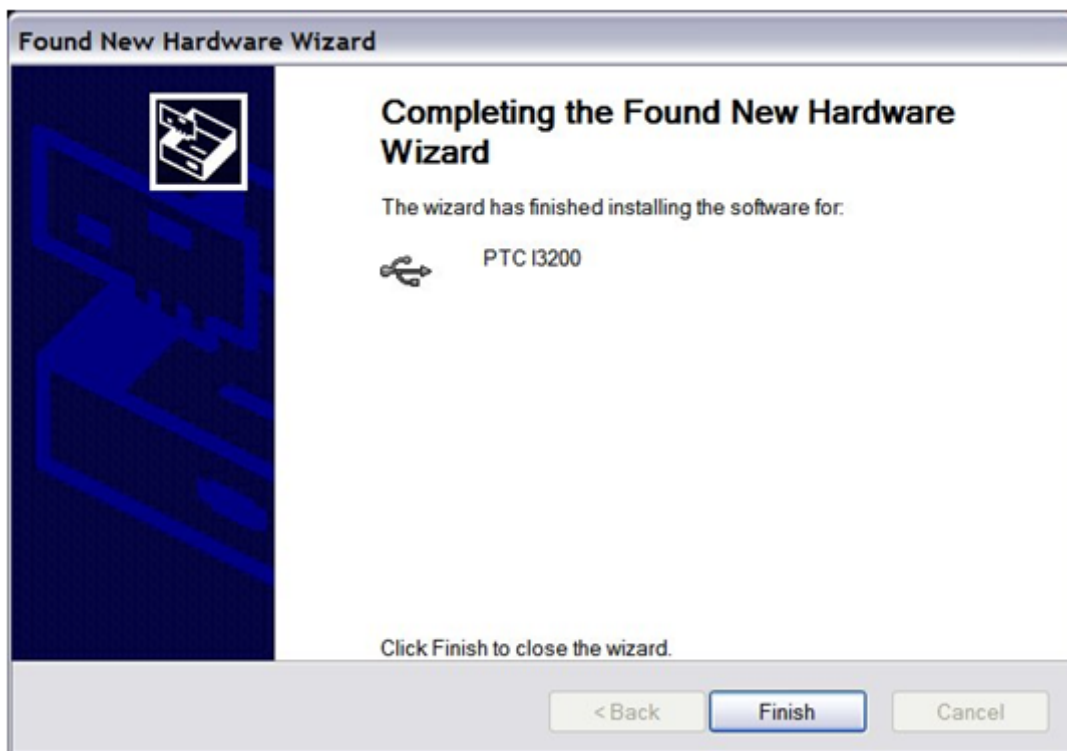 Found New Hardware Wizard
Completing the Found New Hardware
Wizard
The wizard has finished installing the software for:
PTC I3200
Click Finish to close the wizard.
< Back
Finish
Cancel